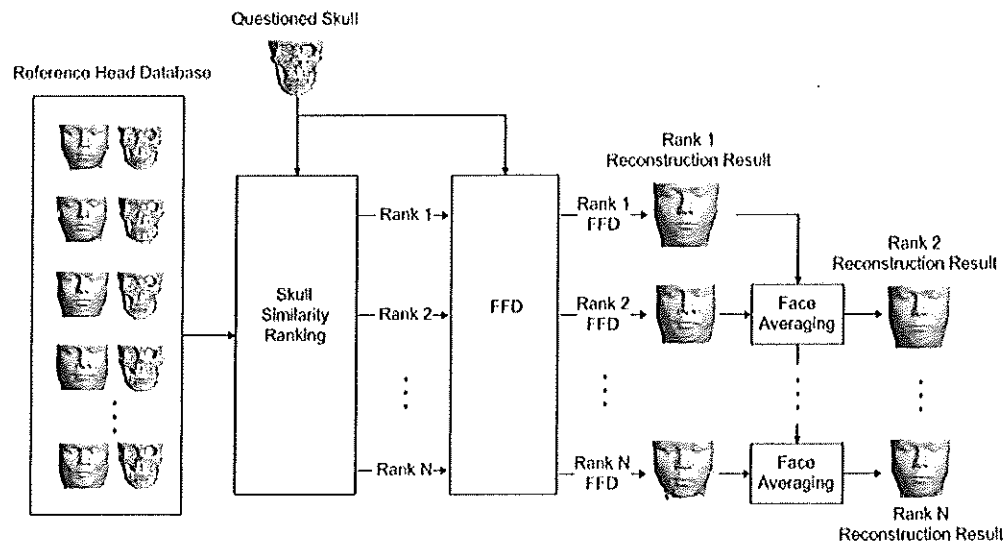 Questioned Skull
Reference Head Database
Rank 1
Reconstruction Result
Rank 1
Rank 1
FFD
Rank 2
Reconstruction Result
Skull
Similarity
Ranking
Rank 2
FFD
Rank 2
FFD
Face
Averaging
Rank N
Rank N
FFD
Face
Averaging
Rank N
Reconstruction Result